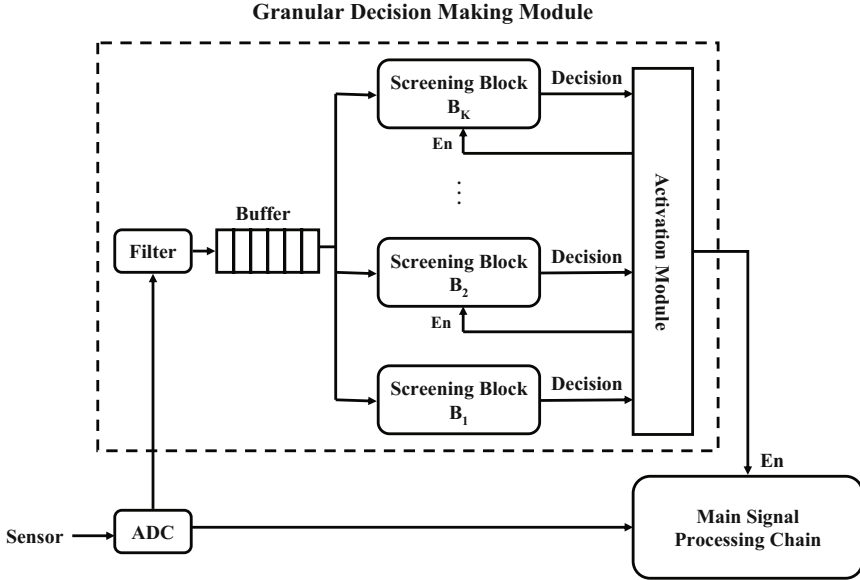 Granular Decision Making Module
Screening Block
B_K
Decision
En
...
Activation Module
Buffer
Filter
Screening Block
B_2
Decision
En
Screening Block
B_1
Decision
En
Sensor
ADC
Main Signal
Processing Chain